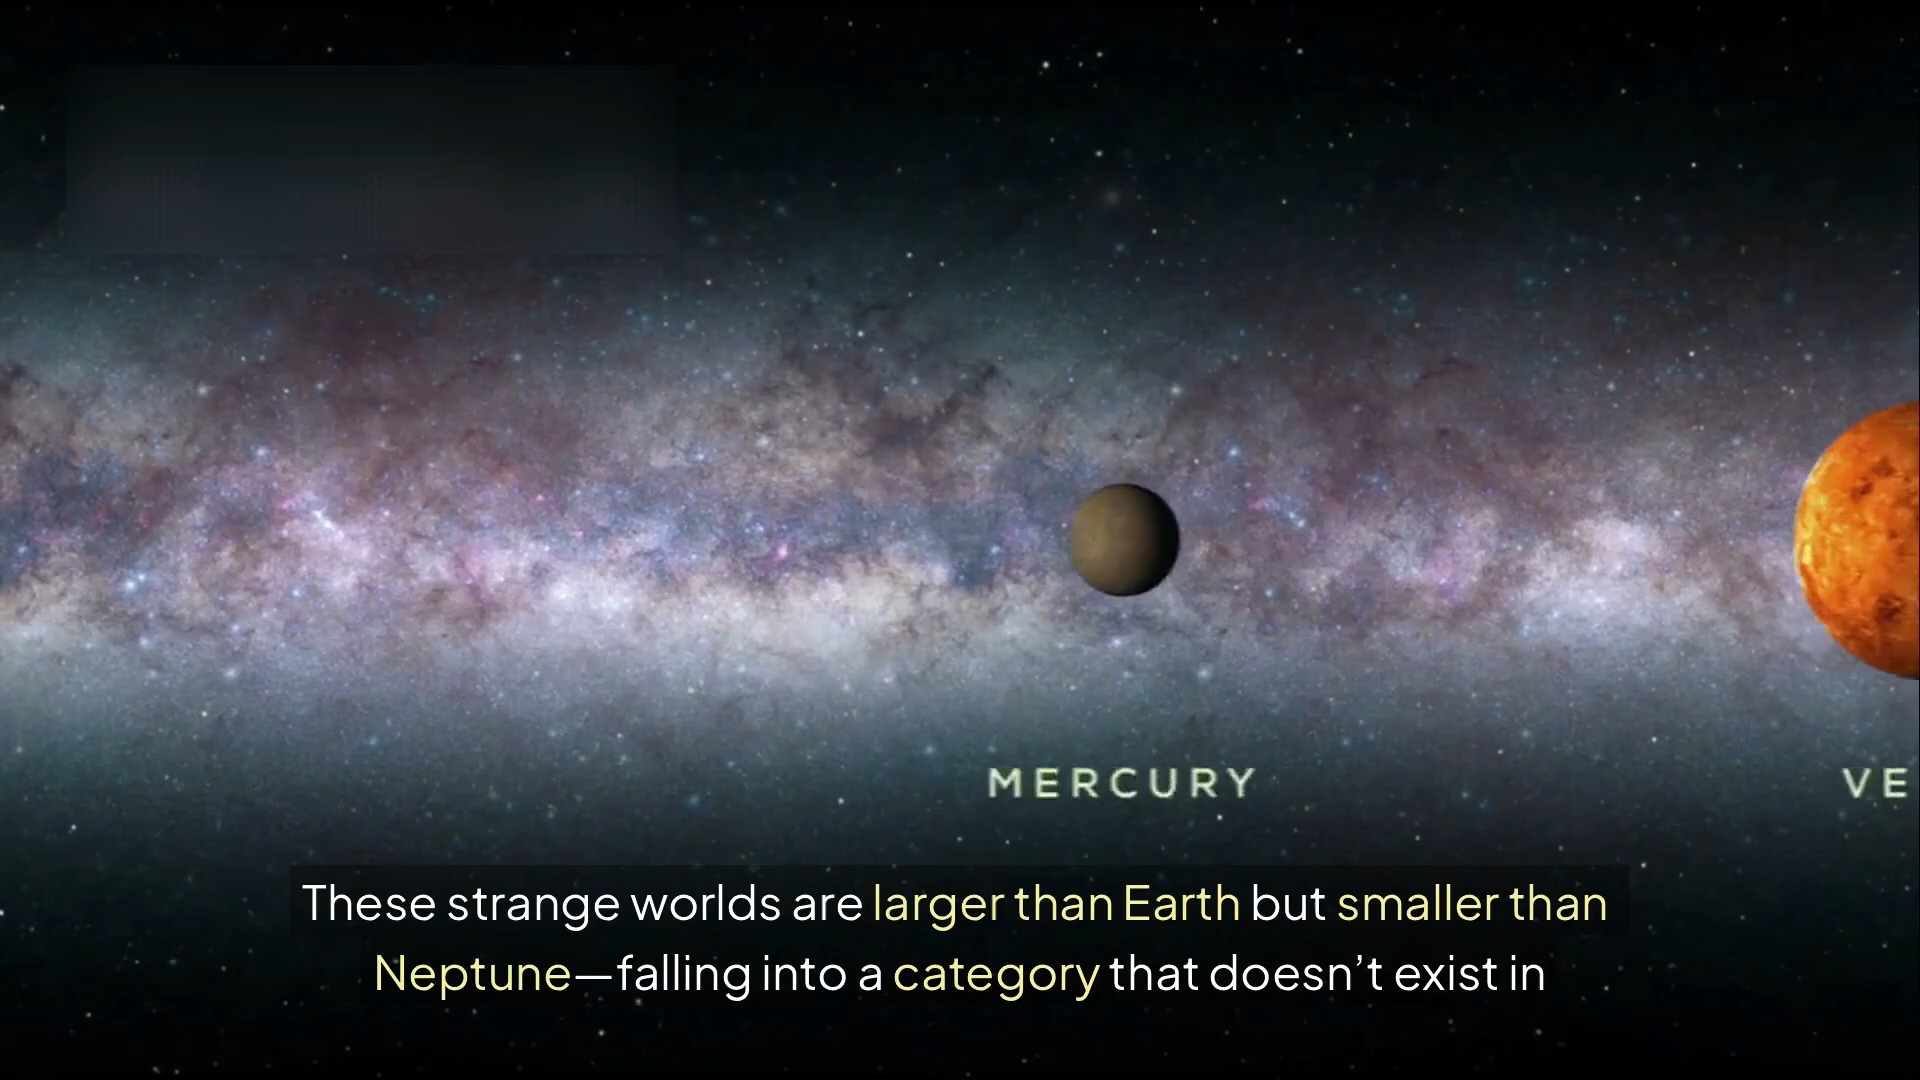 MERCURY
VE
These strange worlds are larger than Earth but smaller than
Neptune—falling into a category that doesn’t exist in